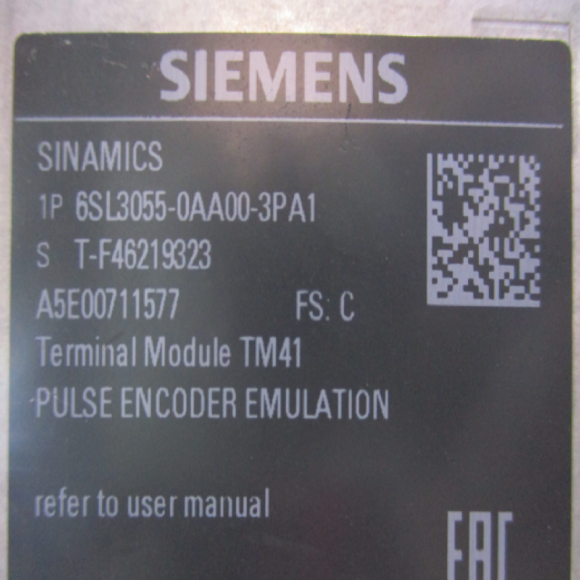 SIEMENS
SINAMICS
1P 6SL3055-0AA00-3PA1
S T-F46219323
A5E00711577 FS: C
Terminal Module TM41
PULSE ENCODER EMULATION
refer to user manual
EAC